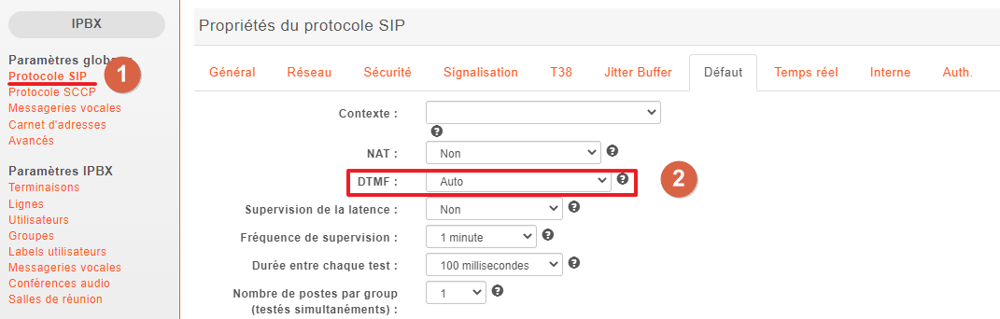 IPBX
Paramètres globaux
Protocole SIP
1
Protocole SCCP
Messageries vocales
Carnet d'adresses
Avancés
Paramètres IPBX
Terminaisons
Lignes
Utilisateurs
Groupes
Labels utilisateurs
Messageries vocales
Conférences audio
Salles de réunion
Propriétés du protocole SIP
Général Réseau Sécurité Signalisation T38 Jitter Buffer Défaut Temps réel Interne Auth.
Contexte :
?
NAT : Non ?
DTMF : Auto ? 2
Supervision de la latence : Non ?
Fréquence de supervision : 1 minute ?
Durée entre chaque test : 100 millisecondes ?
Nombre de postes par group 1 ?
(testés simultanéments) :